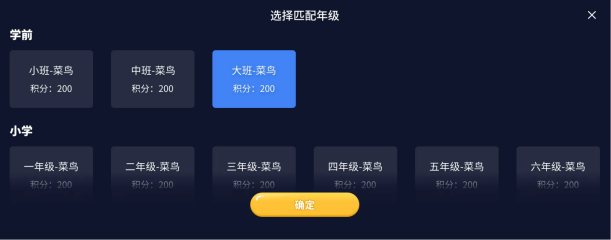 选择匹配年级
学前
小班-菜鸟 中班-菜鸟 大班-菜鸟
积分：200 积分：200 积分：200
小学
一年级-菜鸟 二年级-菜鸟 三年级-菜鸟 四年级-菜鸟 五年级-菜鸟 六年级-菜鸟
积分：200 积分：200 积分：200 积分：200 积分：200 积分：200
确定